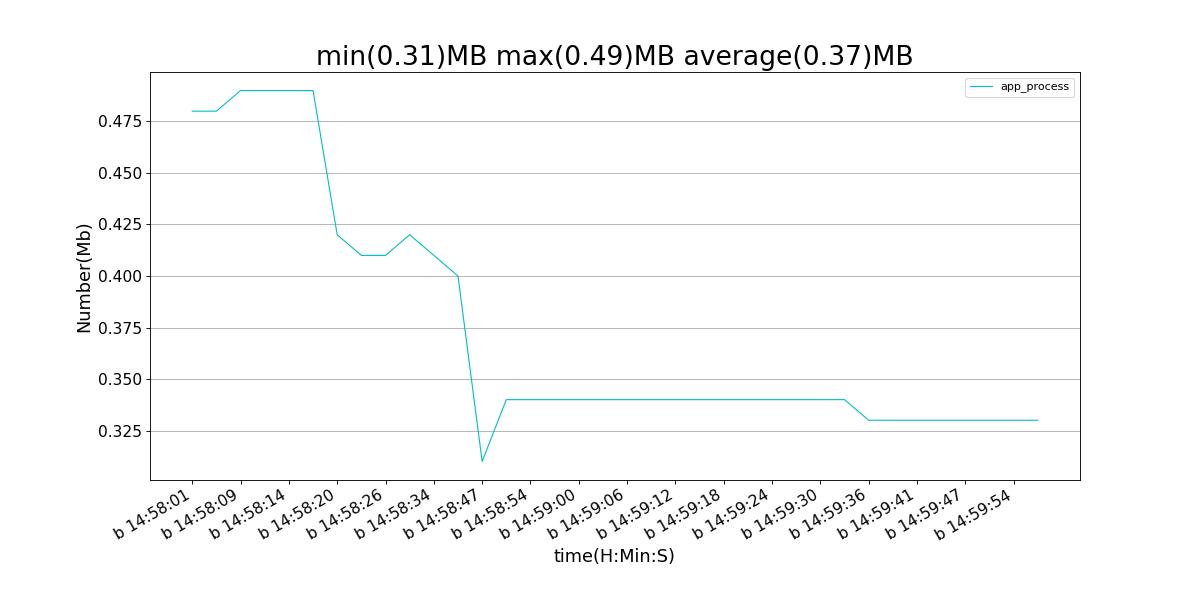 min(0.31)MB max(0.49)MB average(0.37)MB
app_process
0.475
0.450
0.425
0.400
0.375
0.350
0.325
Number(Mb)
b 14:58:01
b 14:58:09
b 14:58:14
b 14:58:20
b 14:58:26
b 14:58:34
b 14:58:47
b 14:58:54
b 14:59:00
b 14:59:06
b 14:59:12
b 14:59:18
b 14:59:24
b 14:59:30
b 14:59:36
b 14:59:41
b 14:59:47
b 14:59:54
time(H:Min:S)